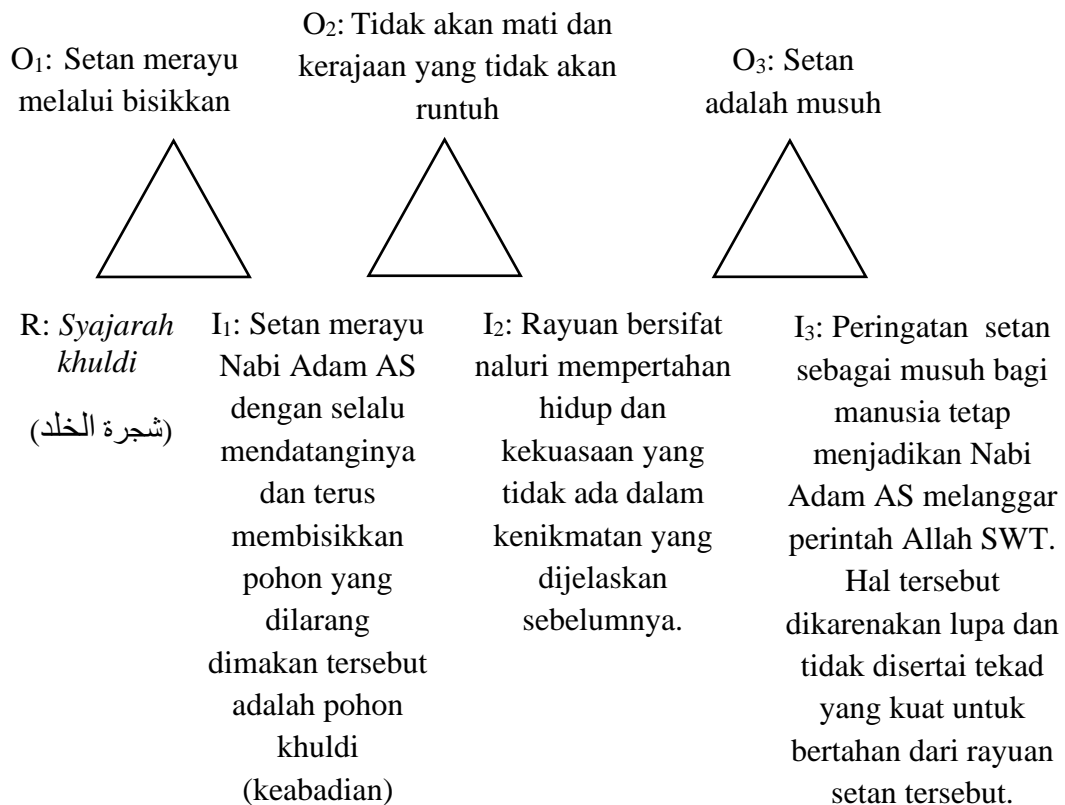 O₁: Setan merayu
melalui bisikkan
O₂: Tidak akan mati dan
kerajaan yang tidak akan
runtuh
O₃: Setan
adalah musuh
R: Syajarah
khuldi
(شجرة الخلد)
I₁: Setan merayu
Nabi Adam AS
dengan selalu
mendatanginya
dan terus
membisikkan
pohon yang
dilarang
dimakan tersebut
adalah pohon
khuldi
(keabadian)
I₂: Rayuan bersifat
naluri mempertahan
hidup dan
kekuasaan yang
tidak ada dalam
kenikmatan yang
dijelaskan
sebelumnya.
I₃: Peringatan setan
sebagai musuh bagi
manusia tetap
menjadikan Nabi
Adam AS melanggar
perintah Allah SWT.
Hal tersebut
dikarenakan lupa dan
tidak disertai tekad
yang kuat untuk
bertahan dari rayuan
setan tersebut.